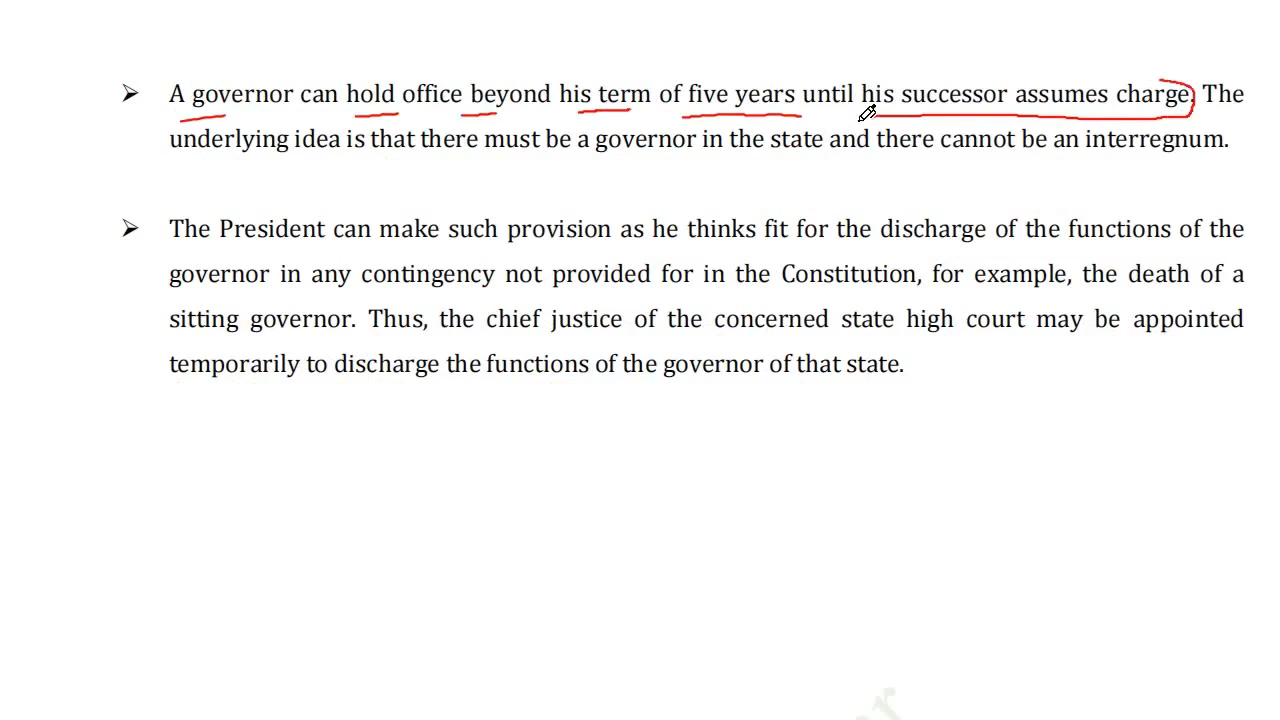 ➤ A governor can hold office beyond his term of five years until his successor assumes charge. The
underlying idea is that there must be a governor in the state and there cannot be an interregnum.
➤ The President can make such provision as he thinks fit for the discharge of the functions of the
governor in any contingency not provided for in the Constitution, for example, the death of a
sitting governor. Thus, the chief justice of the concerned state high court may be appointed
temporarily to discharge the functions of the governor of that state.